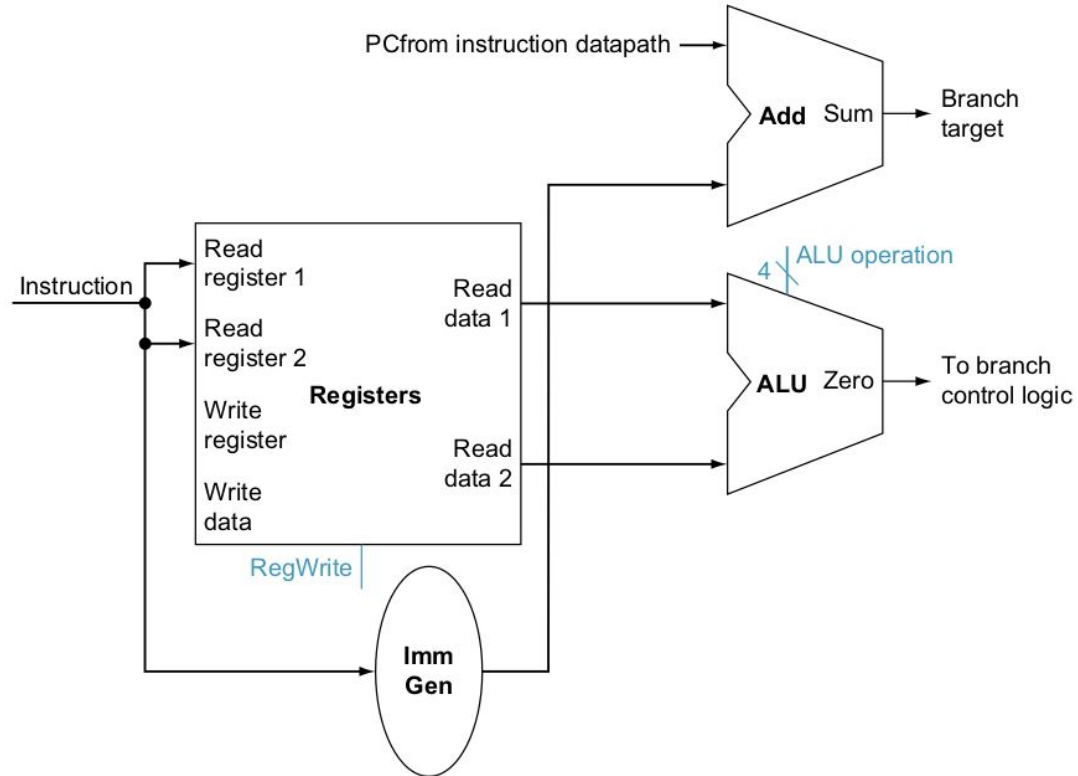 PCfrom instruction datapath
Add Sum
Branch
target
Instruction
Read
register 1
Read
register 2
Write
register
Write
data
Registers
Read
data 1
Read
data 2
RegWrite
4
ALU operation
ALU Zero
To branch
control logic
Imm
Gen